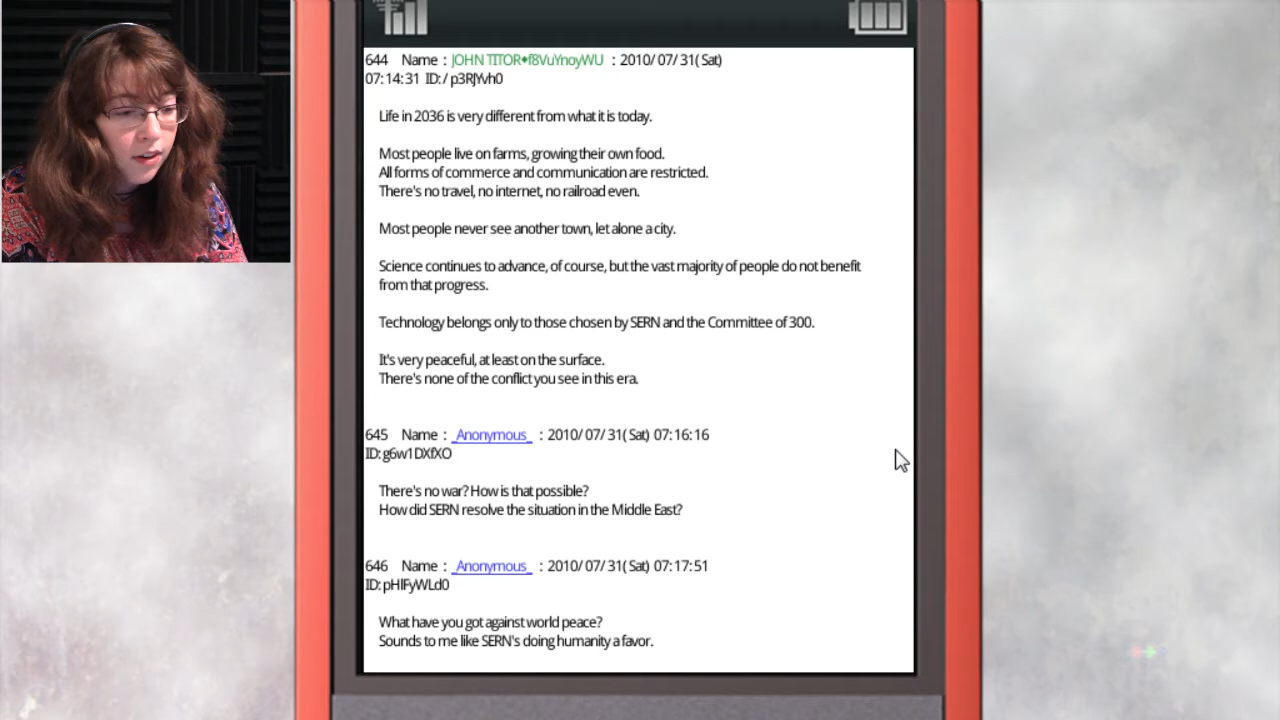 644 Name : JOHN TITOR◆f8VuYnoyWU : 2010/07/31(Sat)
07:14:31 ID:/p3RJYvh0
Life in 2036 is very different from what it is today.
Most people live on farms, growing their own food.
All forms of commerce and communication are restricted.
There's no travel, no internet, no railroad even.
Most people never see another town, let alone a city.
Science continues to advance, of course, but the vast majority of people do not benefit
from that progress.
Technology belongs only to those chosen by SERN and the Committee of 300.
It's very peaceful, at least on the surface.
There's none of the conflict you see in this era.
645 Name : _Anonymous_ : 2010/07/31(Sat) 07:16:16
ID:g6w1DXfXO
There's no war? How is that possible?
How did SERN resolve the situation in the Middle East?
646 Name : _Anonymous_ : 2010/07/31(Sat) 07:17:51
ID:pHlFyWLd0
What have you got against world peace?
Sounds to me like SERN's doing humanity a favor.